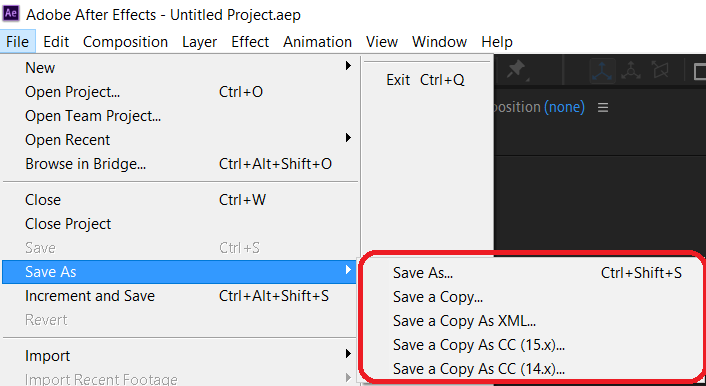 Ae Adobe After Effects - Untitled Project.aep
File Edit Composition Layer Effect Animation View Window Help
New
Open Project... Ctrl+O
Open Team Project...
Open Recent
Browse in Bridge... Ctrl+Alt+Shift+O
Close Ctrl+W
Close Project
Save Ctrl+S
Save As
Increment and Save Ctrl+Alt+Shift+S
Revert
Import
Import Recent Footage
Exit Ctrl+Q
position (none)
Save As... Ctrl+Shift+S
Save a Copy...
Save a Copy As XML...
Save a Copy As CC (15.x)...
Save a Copy As CC (14.x)...